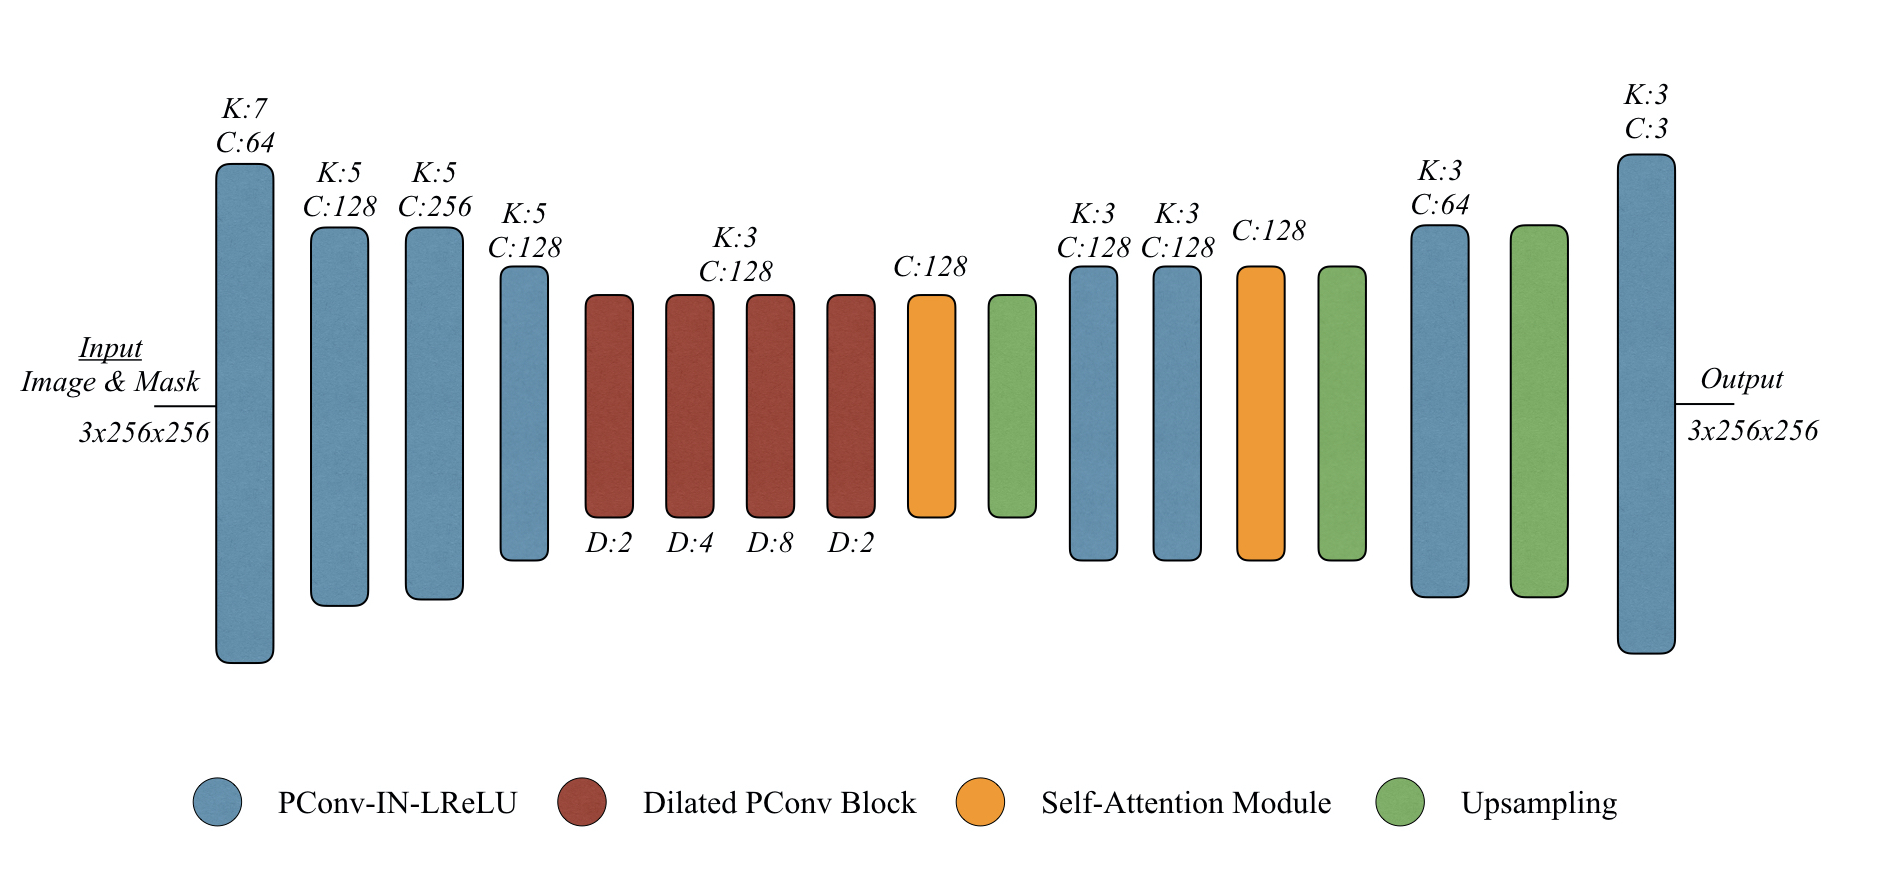 K:7
C:64
K:5
C:128
K:5
C:256
K:5
C:128
K:3
C:128
C:128
K:3
C:128
K:3
C:128
C:128
K:3
C:64
K:3
C:3
Input
Image & Mask
3x256x256
Output
3x256x256
D:2
D:4
D:8
D:2
PConv-IN-LReLU
Dilated PConv Block
Self-Attention Module
Upsampling